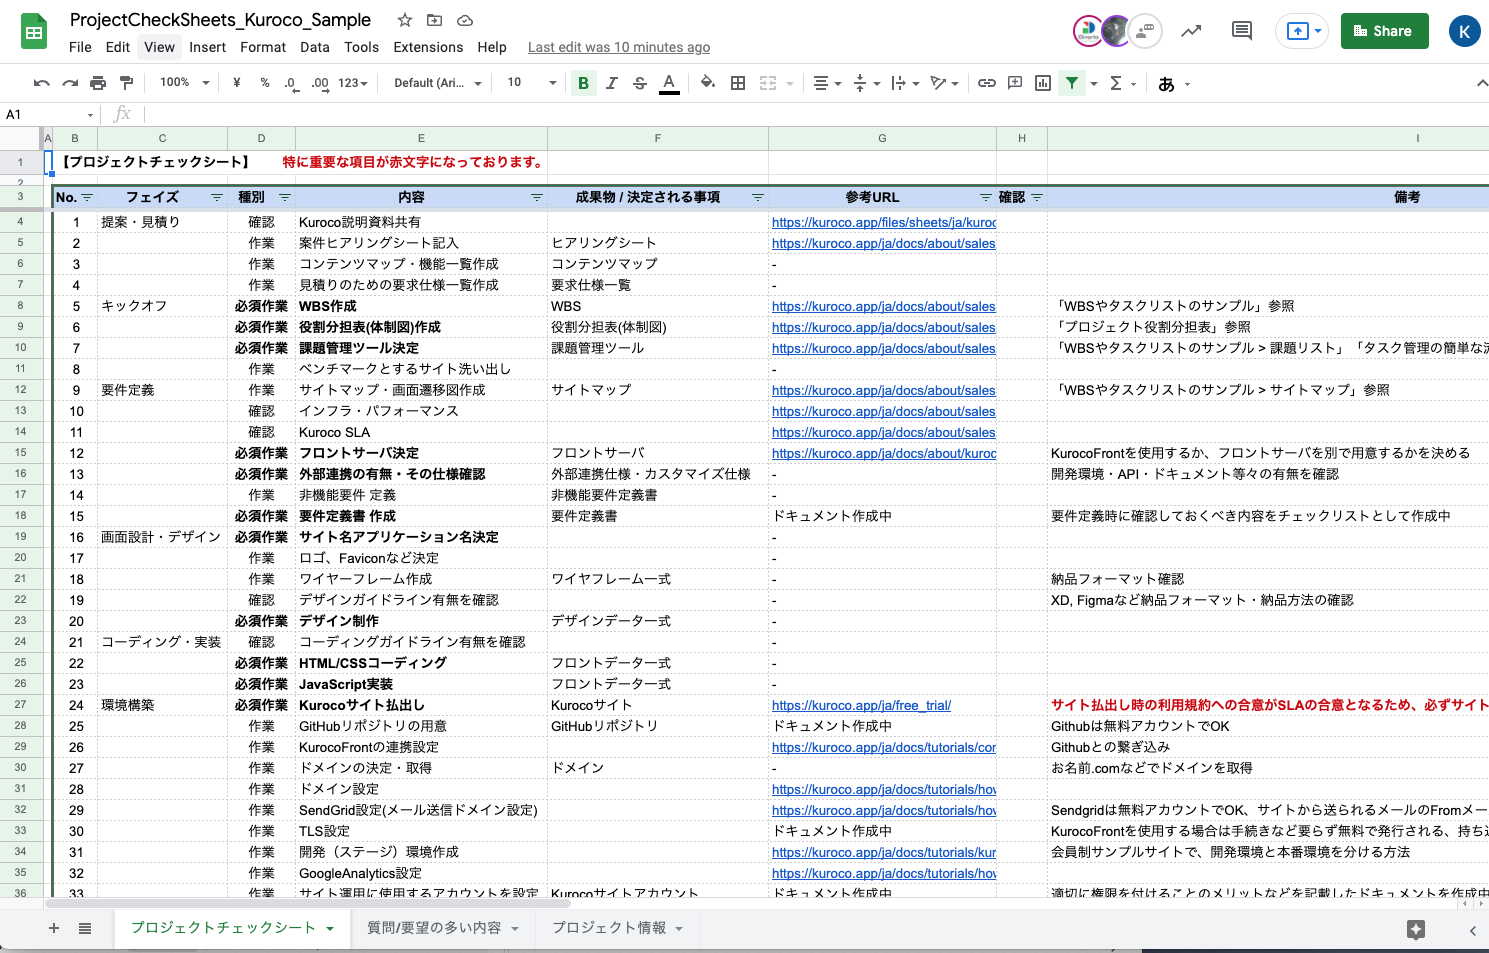 ProjectCheckSheets_Kuroco_Sample
File Edit View Insert Format Data Tools Extensions Help Last edit was 10 minutes ago
Share
K
100% ¥ % .0 .00 123 Default (Ari... 10 B I S A Σ あ
A1 fx
A B C D E F G H I
1 【プロジェクトチェックシート】 特に重要な項目が赤文字になっております。
2
3 No. フェイズ 種別 内容 成果物 / 決定される事項 参考URL 確認 備考
4 1 提案・見積り 確認 Kuroco説明資料共有 https://kuroco.app/files/sheets/ja/kuroc
5 2 作業 案件ヒアリングシート記入 ヒアリングシート https://kuroco.app/ja/docs/about/sales
6 3 作業 コンテンツマップ・機能一覧作成 コンテンツマップ -
7 4 作業 見積りのための要求仕様一覧作成 要求仕様一覧 -
8 5 キックオフ 必須作業 WBS作成 WBS https://kuroco.app/ja/docs/about/sales 「WBSやタスクリストのサンプル」参照
9 6 必須作業 役割分担表(体制図)作成 役割分担表(体制図) https://kuroco.app/ja/docs/about/sales 「プロジェクト役割分担表」参照
10 7 必須作業 課題管理ツール決定 課題管理ツール https://kuroco.app/ja/docs/about/sales 「WBSやタスクリストのサンプル > 課題リスト」「タスク管理の簡単な
11 8 作業 ベンチマークとするサイト洗い出し -
12 9 要件定義 作業 サイトマップ・画面遷移図作成 サイトマップ https://kuroco.app/ja/docs/about/sales 「WBSやタスクリストのサンプル > サイトマップ」参照
13 10 確認 インフラ・パフォーマンス https://kuroco.app/ja/docs/about/sales
14 11 確認 Kuroco SLA https://kuroco.app/ja/docs/about/sales
15 12 必須作業 フロントサーバ決定 フロントサーバ https://kuroco.app/ja/docs/about/kuroc KurocoFrontを使用するか、フロントサーバを別で用意するかを決める
16 13 必須作業 外部連携の有無・その仕様確認 外部連携仕様・カスタマイズ仕様 - 開発環境・API・ドキュメント等々の有無を確認
17 14 作業 非機能要件 定義 非機能要件定義書 -
18 15 必須作業 要件定義書 作成 要件定義書 ドキュメント作成中 要件定義時に確認しておくべき内容をチェックリストとして作成中
19 16 画面設計・デザイン 必須作業 サイト名アプリケーション名決定 -
20 17 作業 ロゴ、Faviconなど決定 -
21 18 作業 ワイヤーフレーム作成 ワイヤフレーム一式 - 納品フォーマット確認
22 19 確認 デザインガイドライン有無を確認 - XD, Figmaなど納品フォーマット・納品方法の確認
23 20 必須作業 デザイン制作 デザインデータ一式 -
24 21 コーディング・実装 確認 コーディングガイドライン有無を確認 -
25 22 必須作業 HTML/CSSコーディング フロントデータ一式 -
26 23 必須作業 JavaScript実装 フロントデータ一式 -
27 24 環境構築 必須作業 Kurocoサイト払出し Kurocoサイト https://kuroco.app/ja/free_trial/ サイト払出し時の利用規約への合意がSLAの合意となるため、必ずサイト
28 25 作業 GitHubリポジトリの用意 GitHubリポジトリ ドキュメント作成中 Githubは無料アカウントでOK
29 26 作業 KurocoFrontの連携設定 https://kuroco.app/ja/docs/tutorials/cor Githubとの繋ぎ込み
30 27 作業 ドメインの決定・取得 ドメイン - お名前.comなどでドメインを取得
31 28 作業 ドメイン設定 https://kuroco.app/ja/docs/tutorials/hov
32 29 作業 SendGrid設定(メール送信ドメイン設定) https://kuroco.app/ja/docs/tutorials/hov Sendgridは無料アカウントでOK、サイトから送られるメールのFromメー
33 30 作業 TLS設定 ドキュメント作成中 KurocoFrontを使用する場合は手続きなど要らず無料で発行される、持ち
34 31 作業 開発（ステージ）環境作成 https://kuroco.app/ja/docs/tutorials/kur 会員制サンプルサイトで、開発環境と本番環境を分ける方法
35 32 作業 GoogleAnalytics設定 https://kuroco.app/ja/docs/tutorials/hov
36 33 作業 サイト運用に使用するアカウントを設定 Kurocoサイトアカウント ドキュメント作成中 適切に権限を付けることのメリットなどを記載したドキュメントを作成中
プロジェクトチェックシート 質問/要望の多い内容 プロジェクト情報